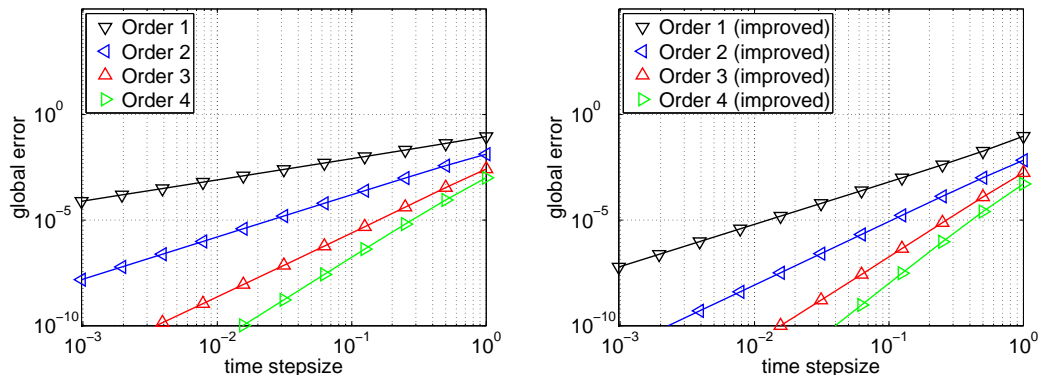 Order 1
Order 2
Order 3
Order 4
10^0
10^-5
10^-10
global error
10^-3
10^-2
10^-1
10^0
time stepsize
Order 1 (improved)
Order 2 (improved)
Order 3 (improved)
Order 4 (improved)
10^0
10^-5
10^-10
global error
10^-3
10^-2
10^-1
10^0
time stepsize